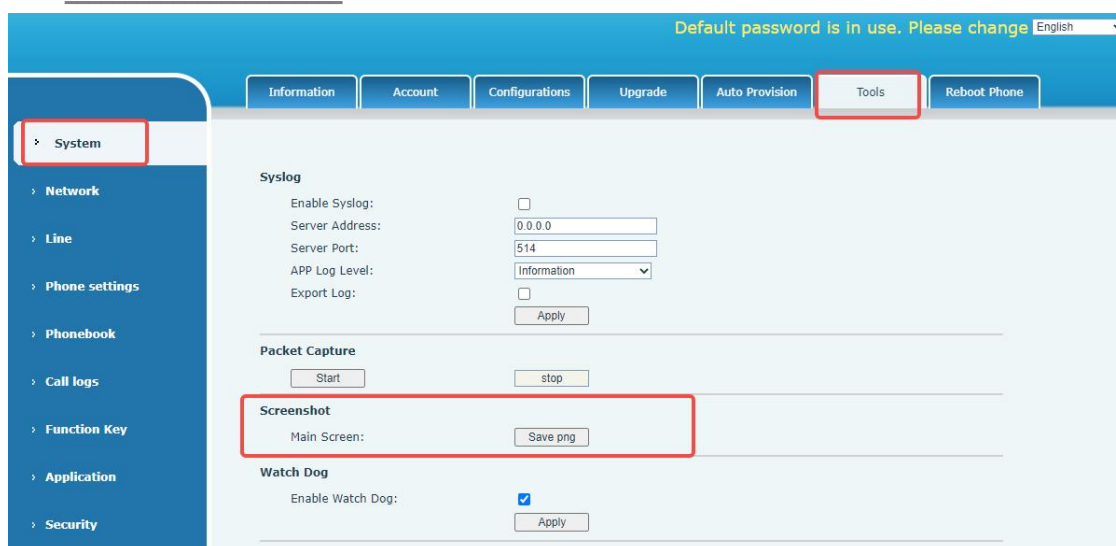 Default password is in use. Please change English
Information Account Configurations Upgrade Auto Provision Tools Reboot Phone
System
Network
Line
Phone settings
Phonebook
Call logs
Function Key
Application
Security
Syslog
Enable Syslog:
Server Address: 0.0.0.0
Server Port: 514
APP Log Level: Information
Export Log:
Apply
Packet Capture
Start stop
Screenshot
Main Screen: Save png
Watch Dog
Enable Watch Dog:
Apply